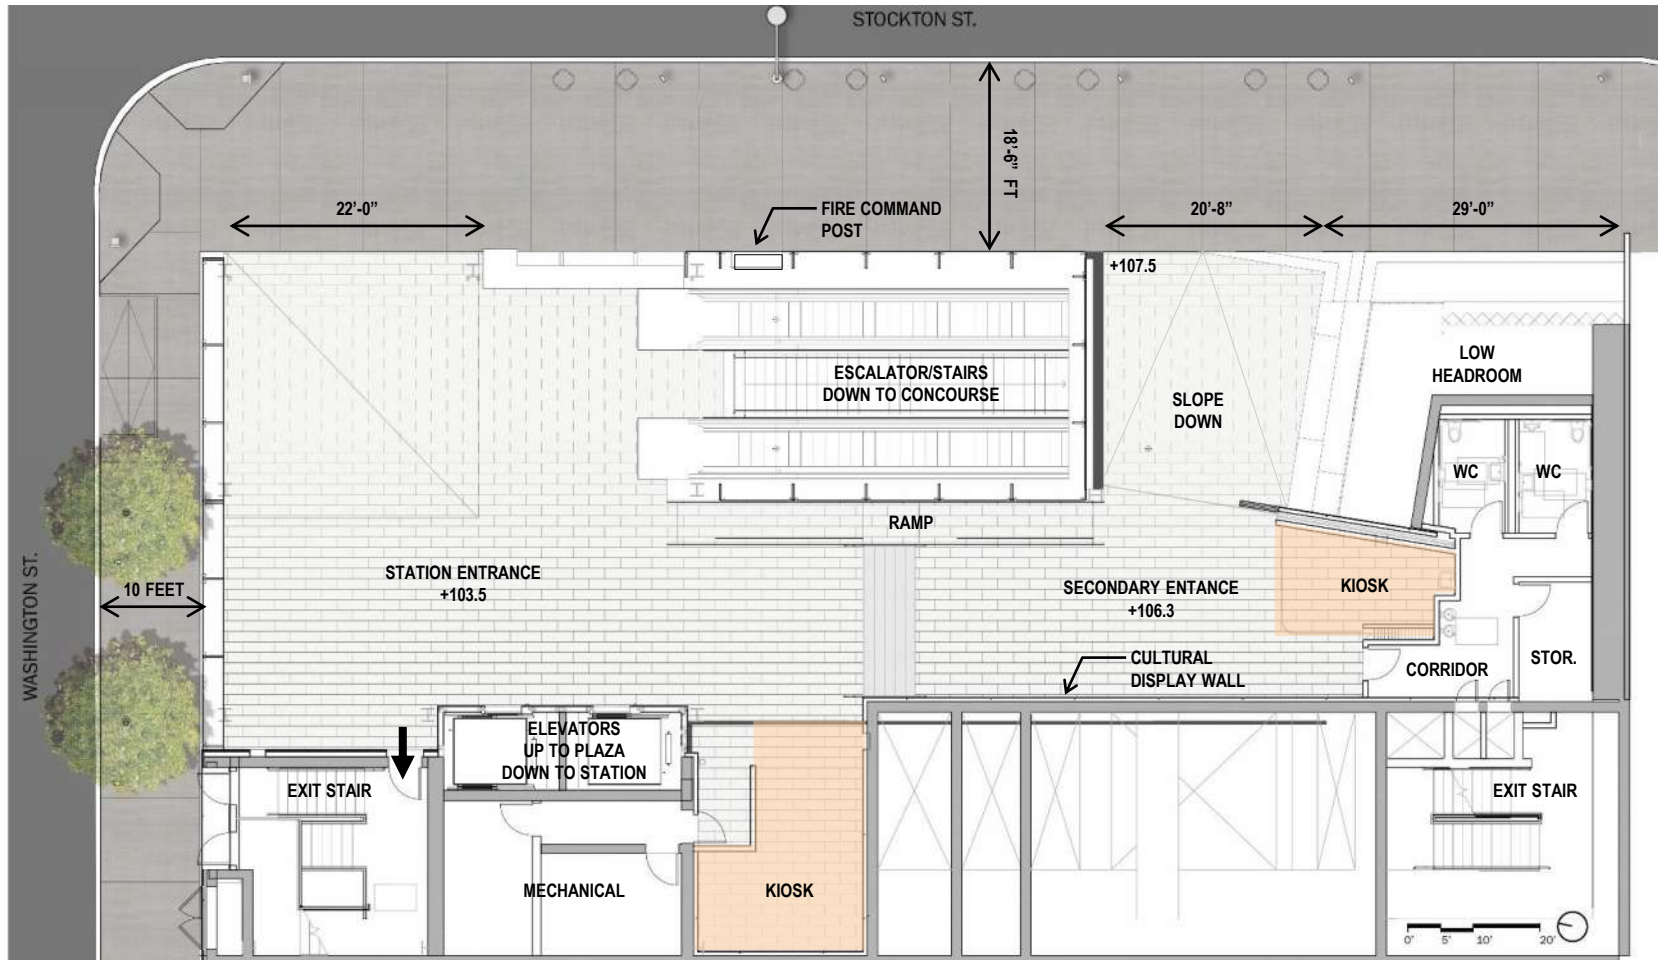 STOCKTON ST.
18'-6" FT
22'-0"
FIRE COMMAND
POST
20'-8"
29'-0"
+107.5
LOW
HEADROOM
ESCALATOR/STAIRS
DOWN TO CONCOURSE
SLOPE
DOWN
WC
WC
RAMP
WASHINGTON ST.
10 FEET
STATION ENTRANCE
+103.5
SECONDARY ENTANCE
+106.3
KIOSK
CULTURAL
DISPLAY WALL
CORRIDOR
STOR.
ELEVATORS
UP TO PLAZA
DOWN TO STATION
EXIT STAIR
EXIT STAIR
MECHANICAL
KIOSK
0' 5' 10' 20'